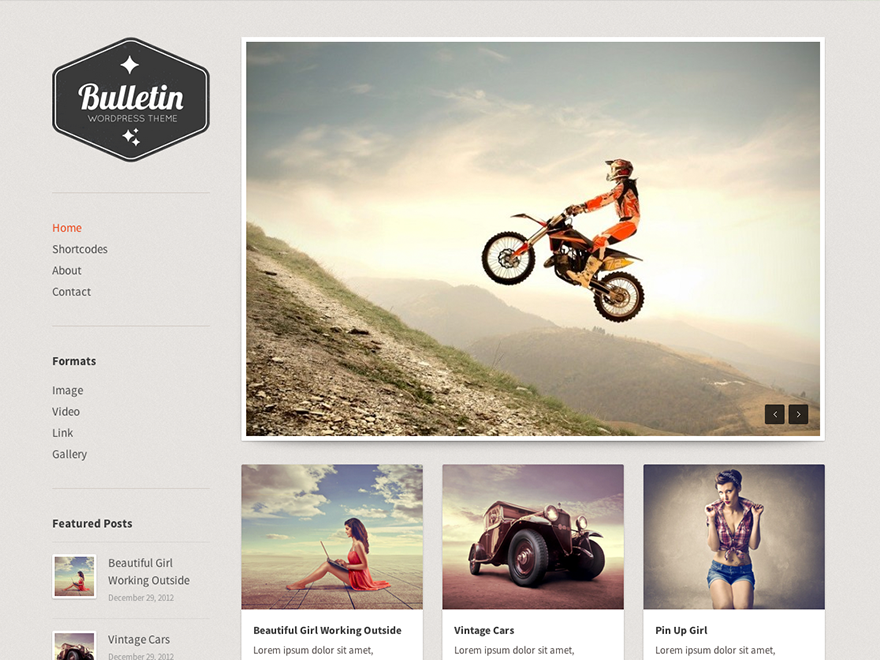 Bulletin
WORDPRESS THEME
Home
Shortcodes
About
Contact
Formats
Image
Video
Link
Gallery
Featured Posts
Beautiful Girl
Working Outside
December 29, 2012
Vintage Cars
December 29, 2012
Beautiful Girl Working Outside
Lorem ipsum dolor sit amet,
Vintage Cars
Lorem ipsum dolor sit amet,
Pin Up Girl
Lorem ipsum dolor sit amet,